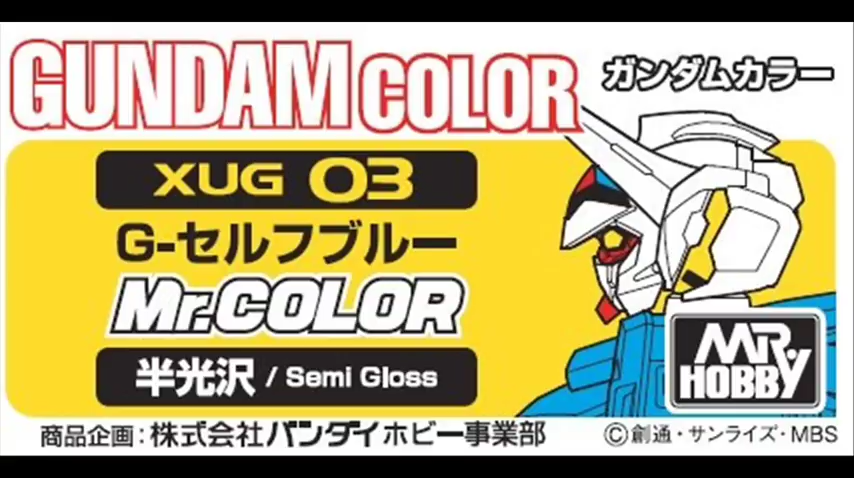 GUNDAM COLOR ガンダムカラー
XUG 03
G-セルフブルー
Mr.COLOR
半光沢 / Semi Gloss
MR.
HOBBY
商品企画：株式会社バンダイホビー事業部 ©創通・サンライズ・MBS